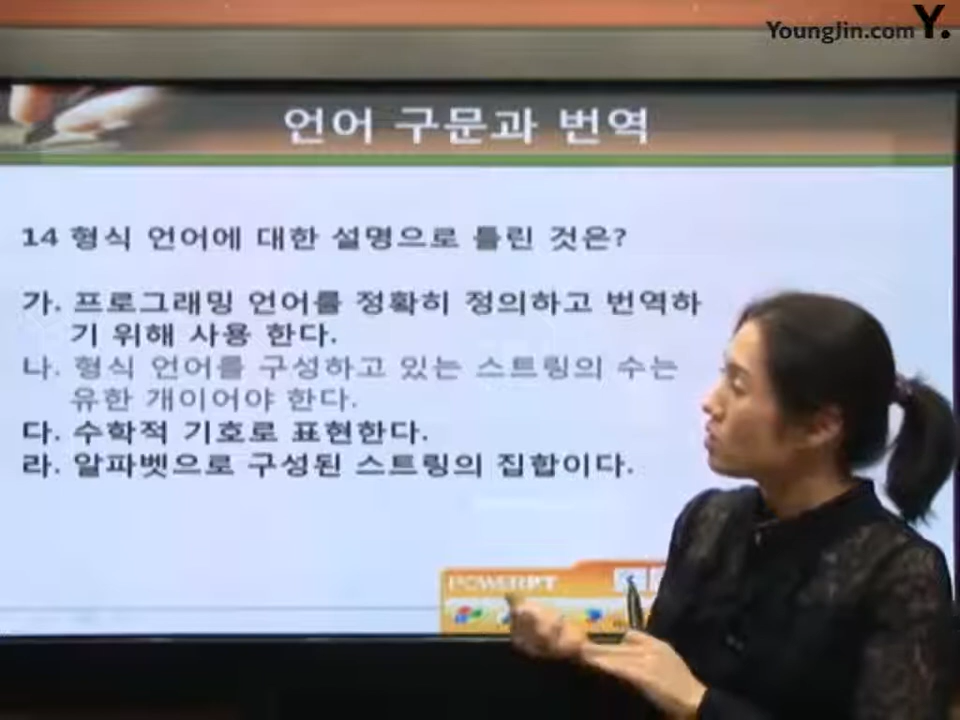 YoungJin.com Y.
언어 구문과 번역
14 형식 언어에 대한 설명으로 틀린 것은?
가. 프로그래밍 언어를 정확히 정의하고 번역하
기 위해 사용 한다.
나. 형식 언어를 구성하고 있는 스트링의 수는
유한 개이어야 한다.
다. 수학적 기호로 표현한다.
라. 알파벳으로 구성된 스트링의 집합이다.
POWERPT